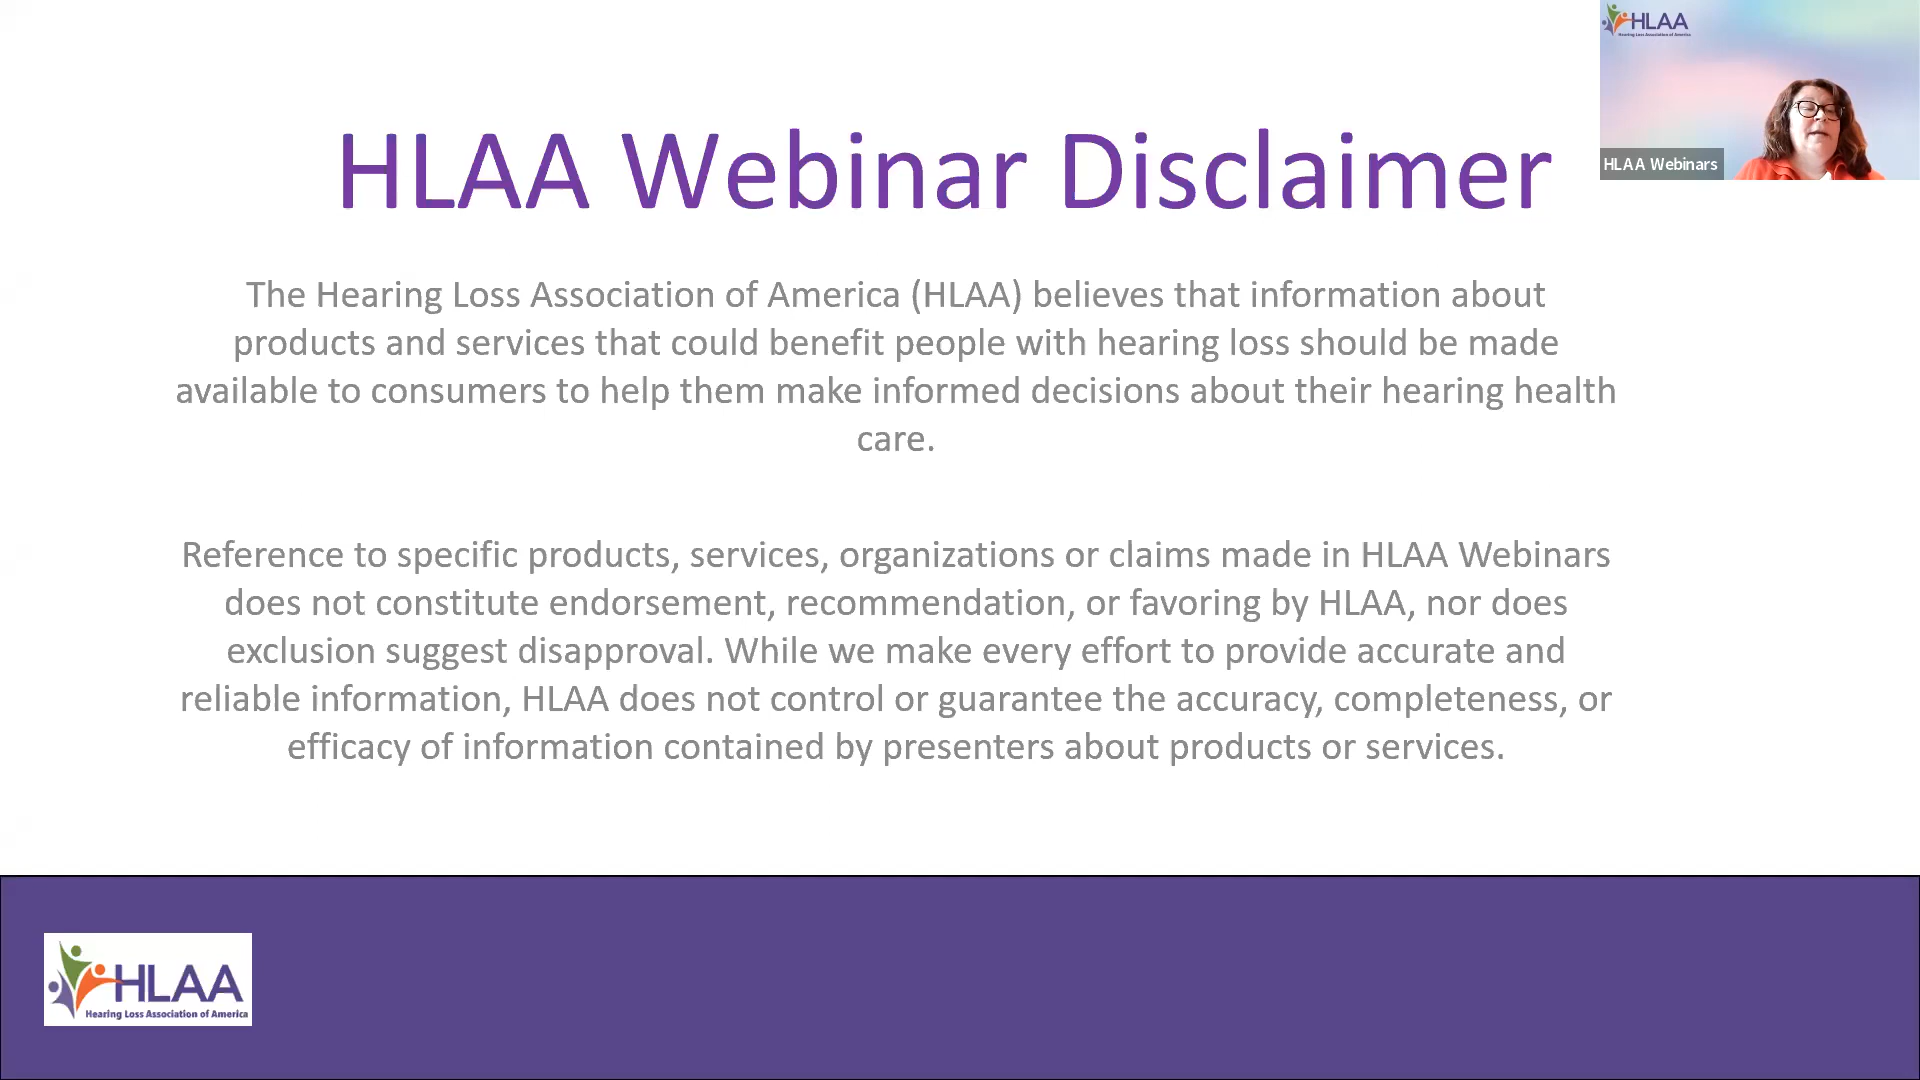 HLAA
Hearing Loss Association of America
HLAA Webinars
HLAA Webinar Disclaimer
The Hearing Loss Association of America (HLAA) believes that information about
products and services that could benefit people with hearing loss should be made
available to consumers to help them make informed decisions about their hearing health
care.
Reference to specific products, services, organizations or claims made in HLAA Webinars
does not constitute endorsement, recommendation, or favoring by HLAA, nor does
exclusion suggest disapproval. While we make every effort to provide accurate and
reliable information, HLAA does not control or guarantee the accuracy, completeness, or
efficacy of information contained by presenters about products or services.
HLAA
Hearing Loss Association of America